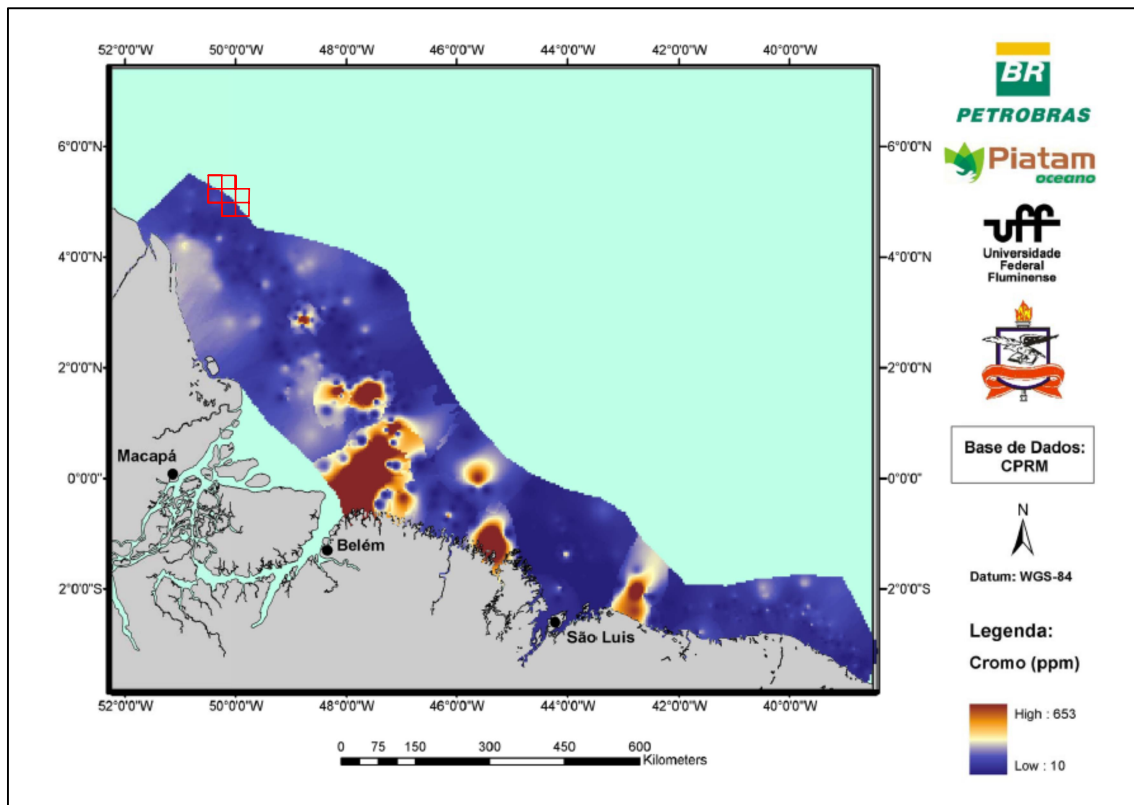 52°0'0"W 50°0'0"W 48°0'0"W 46°0'0"W 44°0'0"W 42°0'0"W 40°0'0"W
BR
PETROBRAS
Piatam
oceano
uff
Universidade
Federal
Fluminense
6°0'0"N 6°0'0"N
4°0'0"N 4°0'0"N
2°0'0"N 2°0'0"N
0°0'0" 0°0'0"
2°0'0"S 2°0'0"S
Macapá
Belém
São Luis
52°0'0"W 50°0'0"W 48°0'0"W 46°0'0"W 44°0'0"W 42°0'0"W 40°0'0"W
0 75 150 300 450 600
Kilometers
Base de Dados:
CPRM
N
Datum: WGS-84
Legenda:
Cromo (ppm)
High : 653
Low : 10